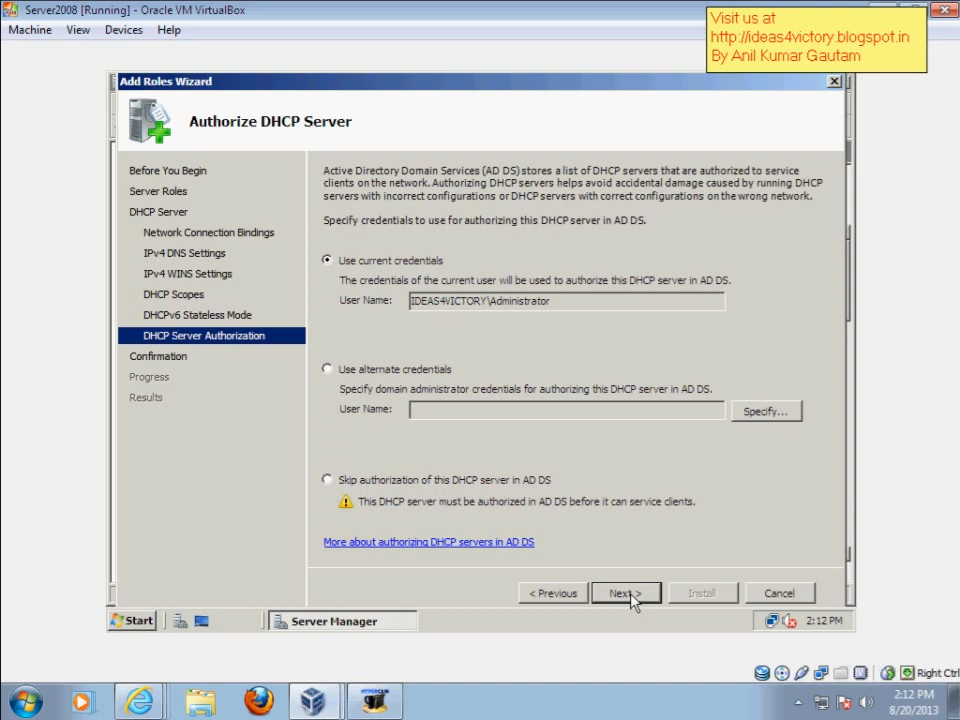 Server2008 [Running] - Oracle VM VirtualBox
Machine View Devices Help
Visit us at
http://ideas4victory.blogspot.in
By Anil Kumar Gautam
Add Roles Wizard
Authorize DHCP Server
Before You Begin
Server Roles
DHCP Server
Network Connection Bindings
IPv4 DNS Settings
IPv4 WINS Settings
DHCP Scopes
DHCPv6 Stateless Mode
DHCP Server Authorization
Confirmation
Progress
Results
Active Directory Domain Services (AD DS) stores a list of DHCP servers that are authorized to service
clients on the network. Authorizing DHCP servers helps avoid accidental damage caused by running DHCP
servers with incorrect configurations or DHCP servers with correct configurations on the wrong network.
Specify credentials to use for authorizing this DHCP server in AD DS.
Use current credentials
The credentials of the current user will be used to authorize this DHCP server in AD DS.
User Name: IDEAS4VICTORY\Administrator
Use alternate credentials
Specify domain administrator credentials for authorizing this DHCP server in AD DS.
User Name: Specify...
Skip authorization of this DHCP server in AD DS
This DHCP server must be authorized in AD DS before it can service clients.
More about authorizing DHCP servers in AD DS
< Previous Next > Install Cancel
Start Server Manager 2:12 PM
Right Ctrl
HYPERCAM
2:12 PM
8/20/2013